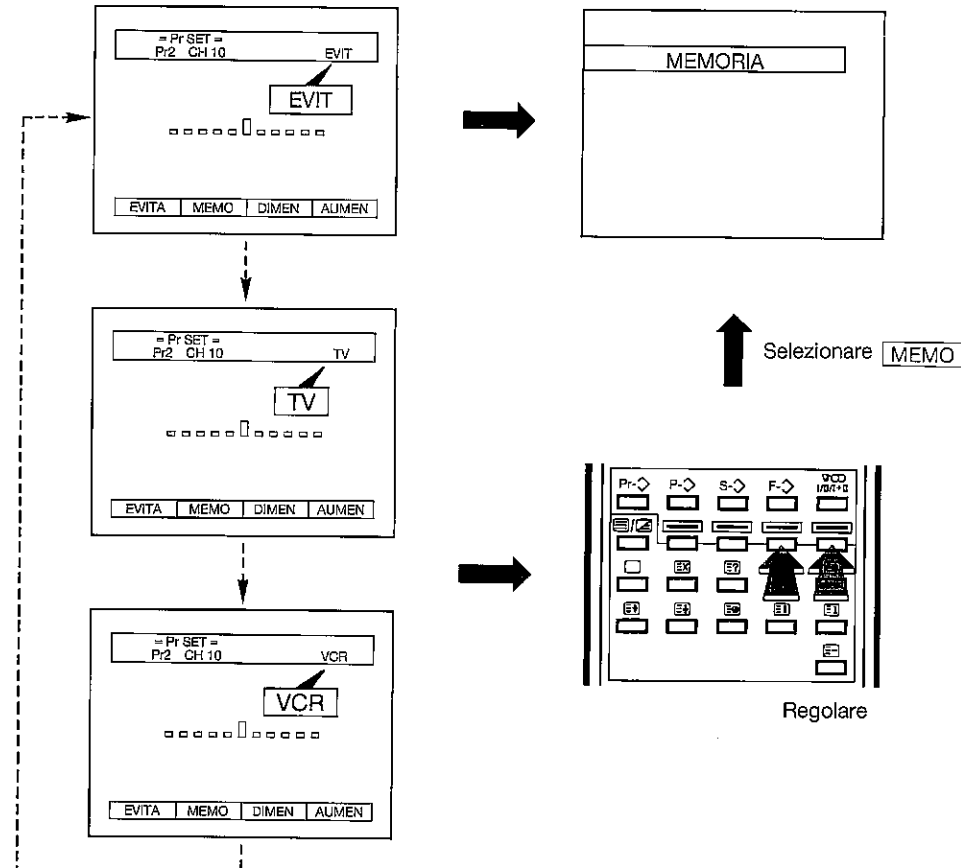 = Pr SET =
Pr2 CH 10 EVIT
EVIT
EVITA MEMO DIMEN AUMEN
MEMORIA
= Pr SET =
Pr2 CH 10 TV
TV
EVITA MEMO DIMEN AUMEN
Selezionare MEMO
Pr- P- S- F-
I/II/I+II
= Pr SET =
Pr2 CH 10 VCR
VCR
EVITA MEMO DIMEN AUMEN
Regolare